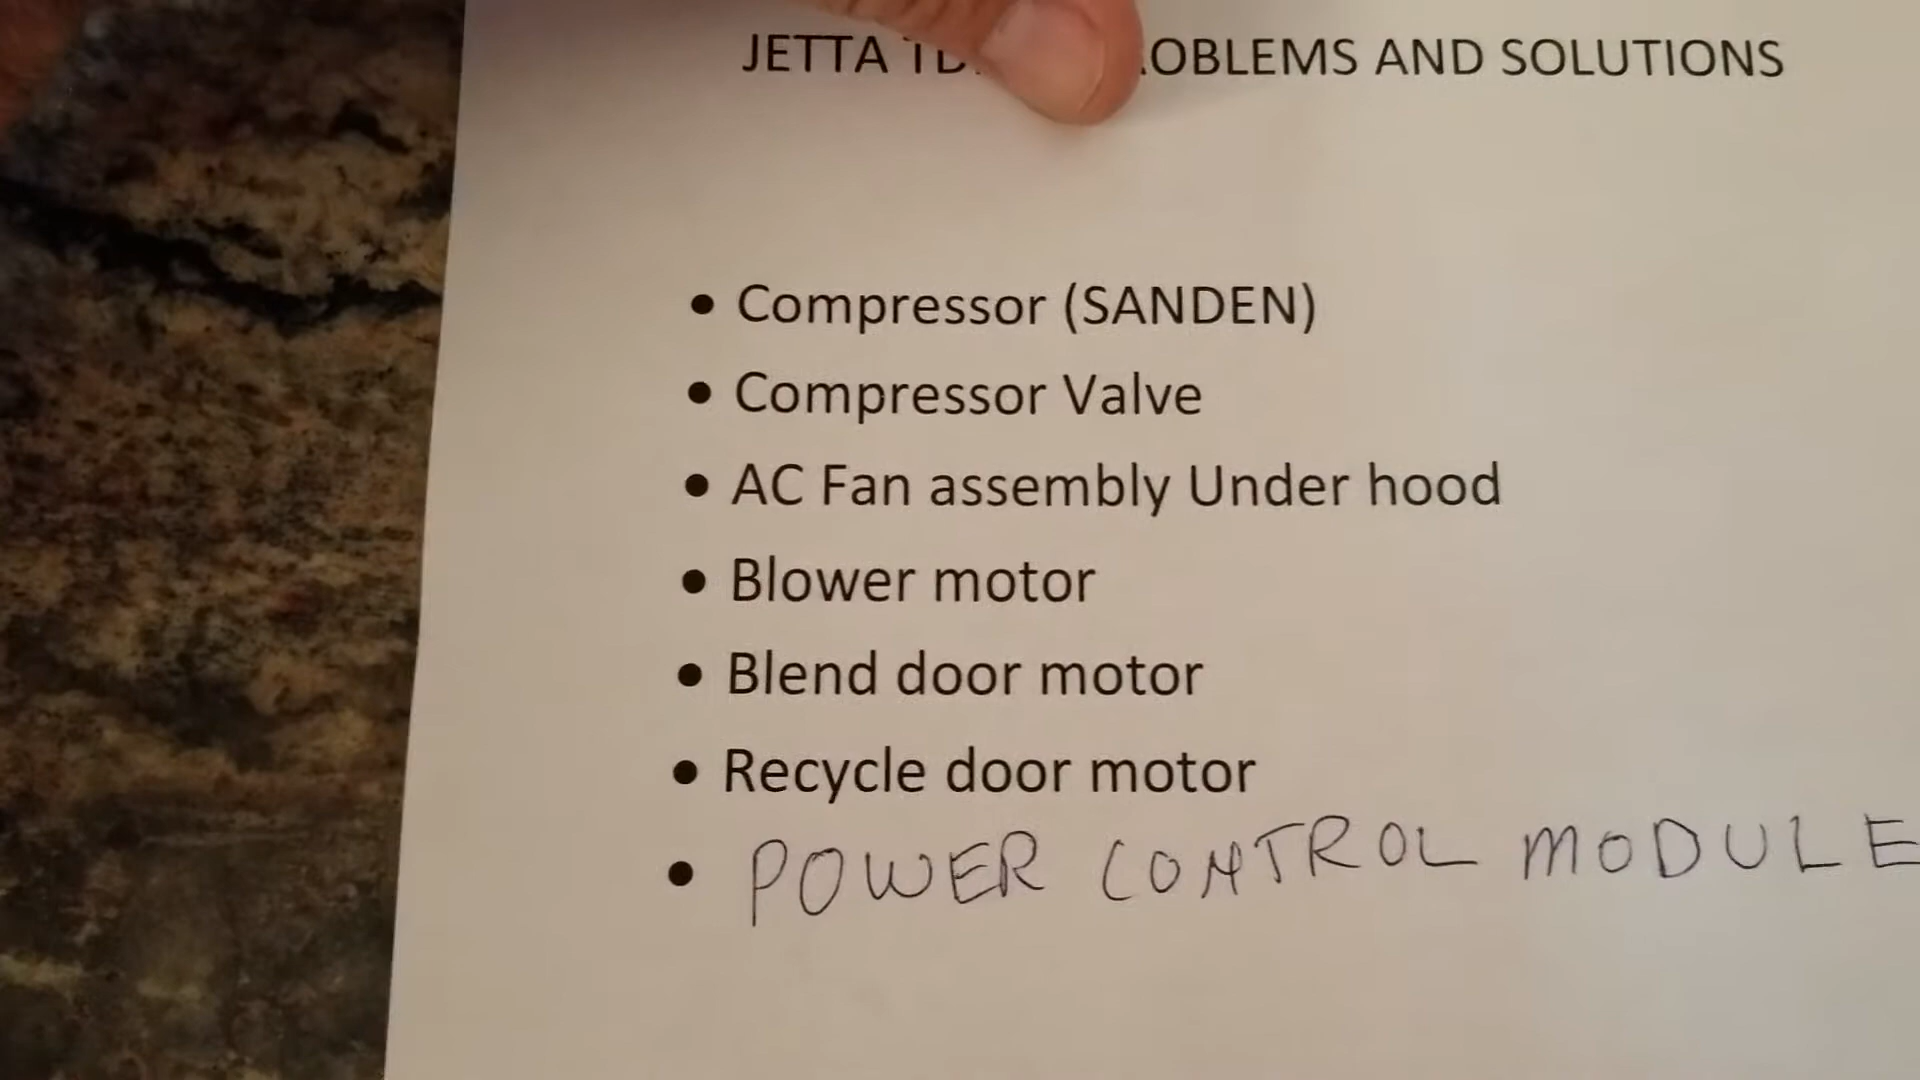 JETTA AND SOLUTIONS
• Compressor (SANDEN)
• Compressor Valve
• AC Fan assembly Under hood
• Blower motor
• Blend door motor
• Recycle door motor
• POWER CONTROL MODULE